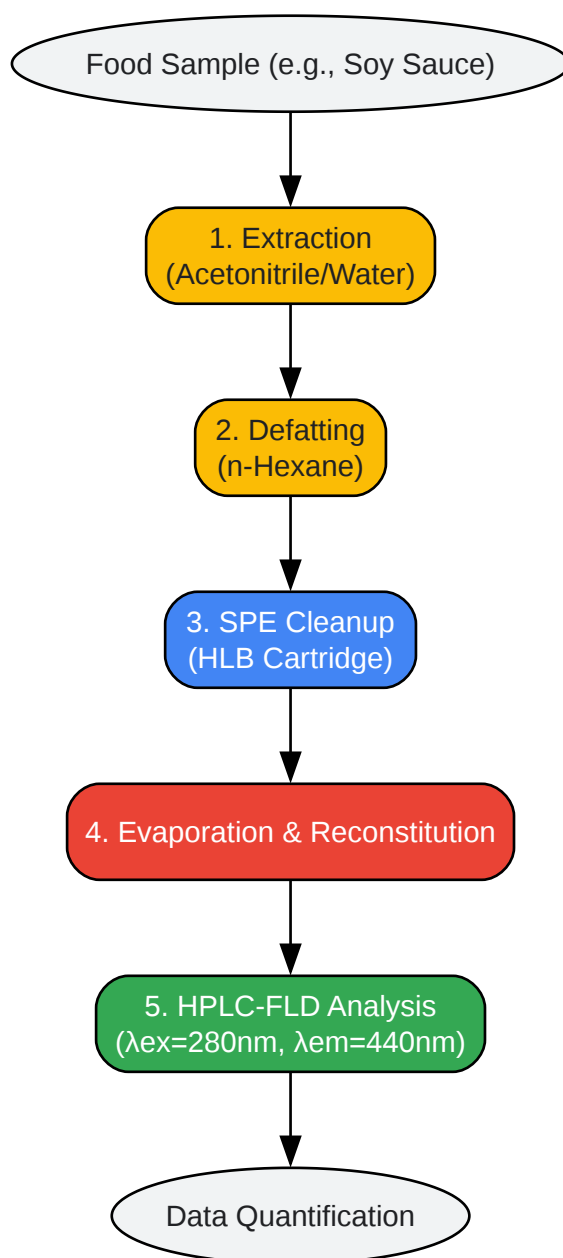 Food Sample (e.g., Soy Sauce)
1. Extraction
(Acetonitrile/Water)
2. Defatting
(n-Hexane)
3. SPE Cleanup
(HLB Cartridge)
4. Evaporation & Reconstitution
5. HPLC-FLD Analysis
(λex=280nm, λem=440nm)
Data Quantification